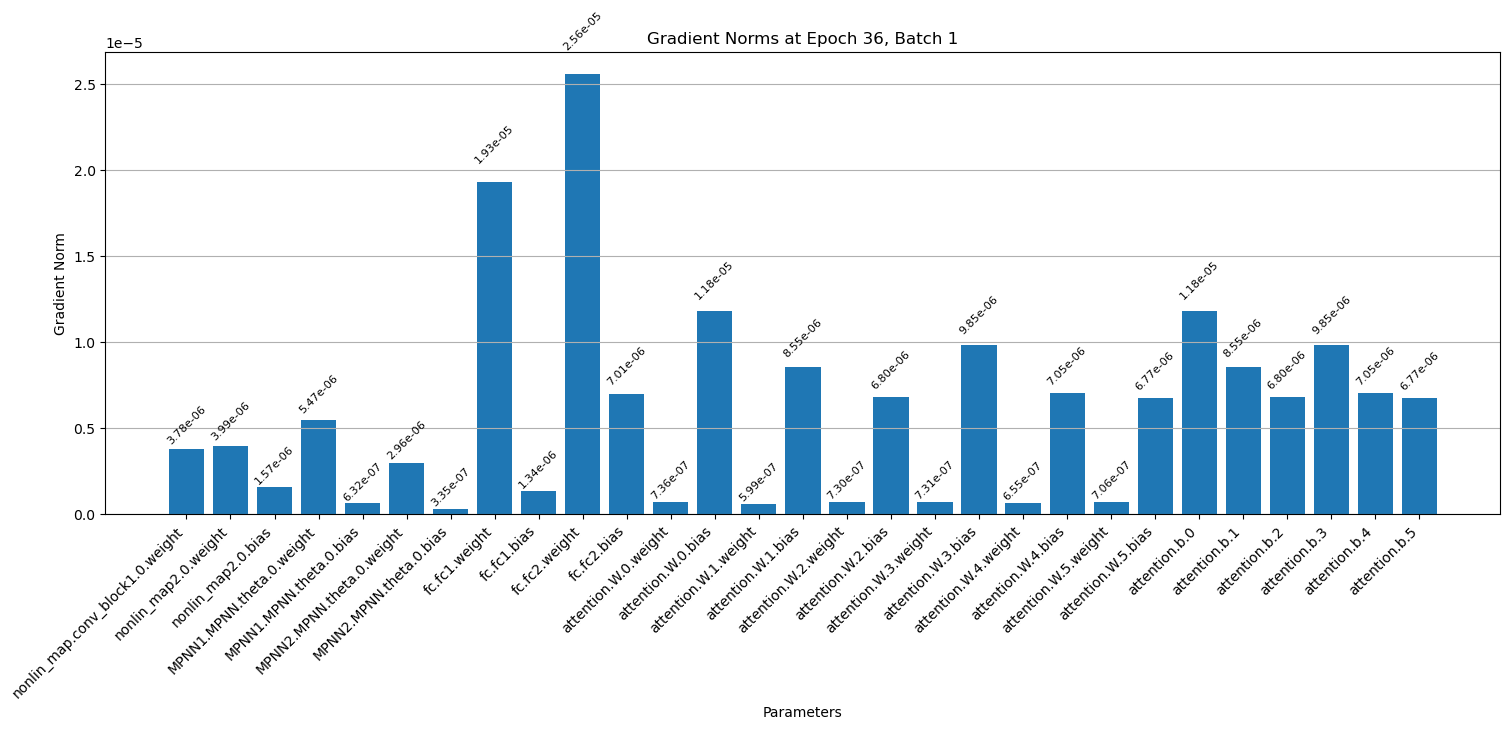 Gradient Norms at Epoch 36, Batch 1
1e−5
Gradient Norm
2.5
2.0
1.5
1.0
0.5
0.0
3.78e-06
3.99e-06
1.57e-06
5.47e-06
6.32e-07
2.96e-06
3.35e-07
1.93e-05
1.34e-06
2.56e-05
7.01e-06
7.36e-07
1.18e-05
5.99e-07
8.55e-06
7.30e-07
6.80e-06
7.31e-07
9.85e-06
6.55e-07
7.05e-06
7.06e-07
6.77e-06
1.18e-05
8.55e-06
6.80e-06
9.85e-06
7.05e-06
6.77e-06
nonlin_map.conv_block1.0.weight
nonlin_map2.0.weight
nonlin_map2.0.bias
MPNN1.MPNN.theta.0.weight
MPNN1.MPNN.theta.0.bias
MPNN2.MPNN.theta.0.weight
MPNN2.MPNN.theta.0.bias
fc.fc1.weight
fc.fc1.bias
fc.fc2.weight
fc.fc2.bias
attention.W.0.weight
attention.W.0.bias
attention.W.1.weight
attention.W.1.bias
attention.W.2.weight
attention.W.2.bias
attention.W.3.weight
attention.W.3.bias
attention.W.4.weight
attention.W.4.bias
attention.W.5.weight
attention.W.5.bias
attention.b.0
attention.b.1
attention.b.2
attention.b.3
attention.b.4
attention.b.5
Parameters